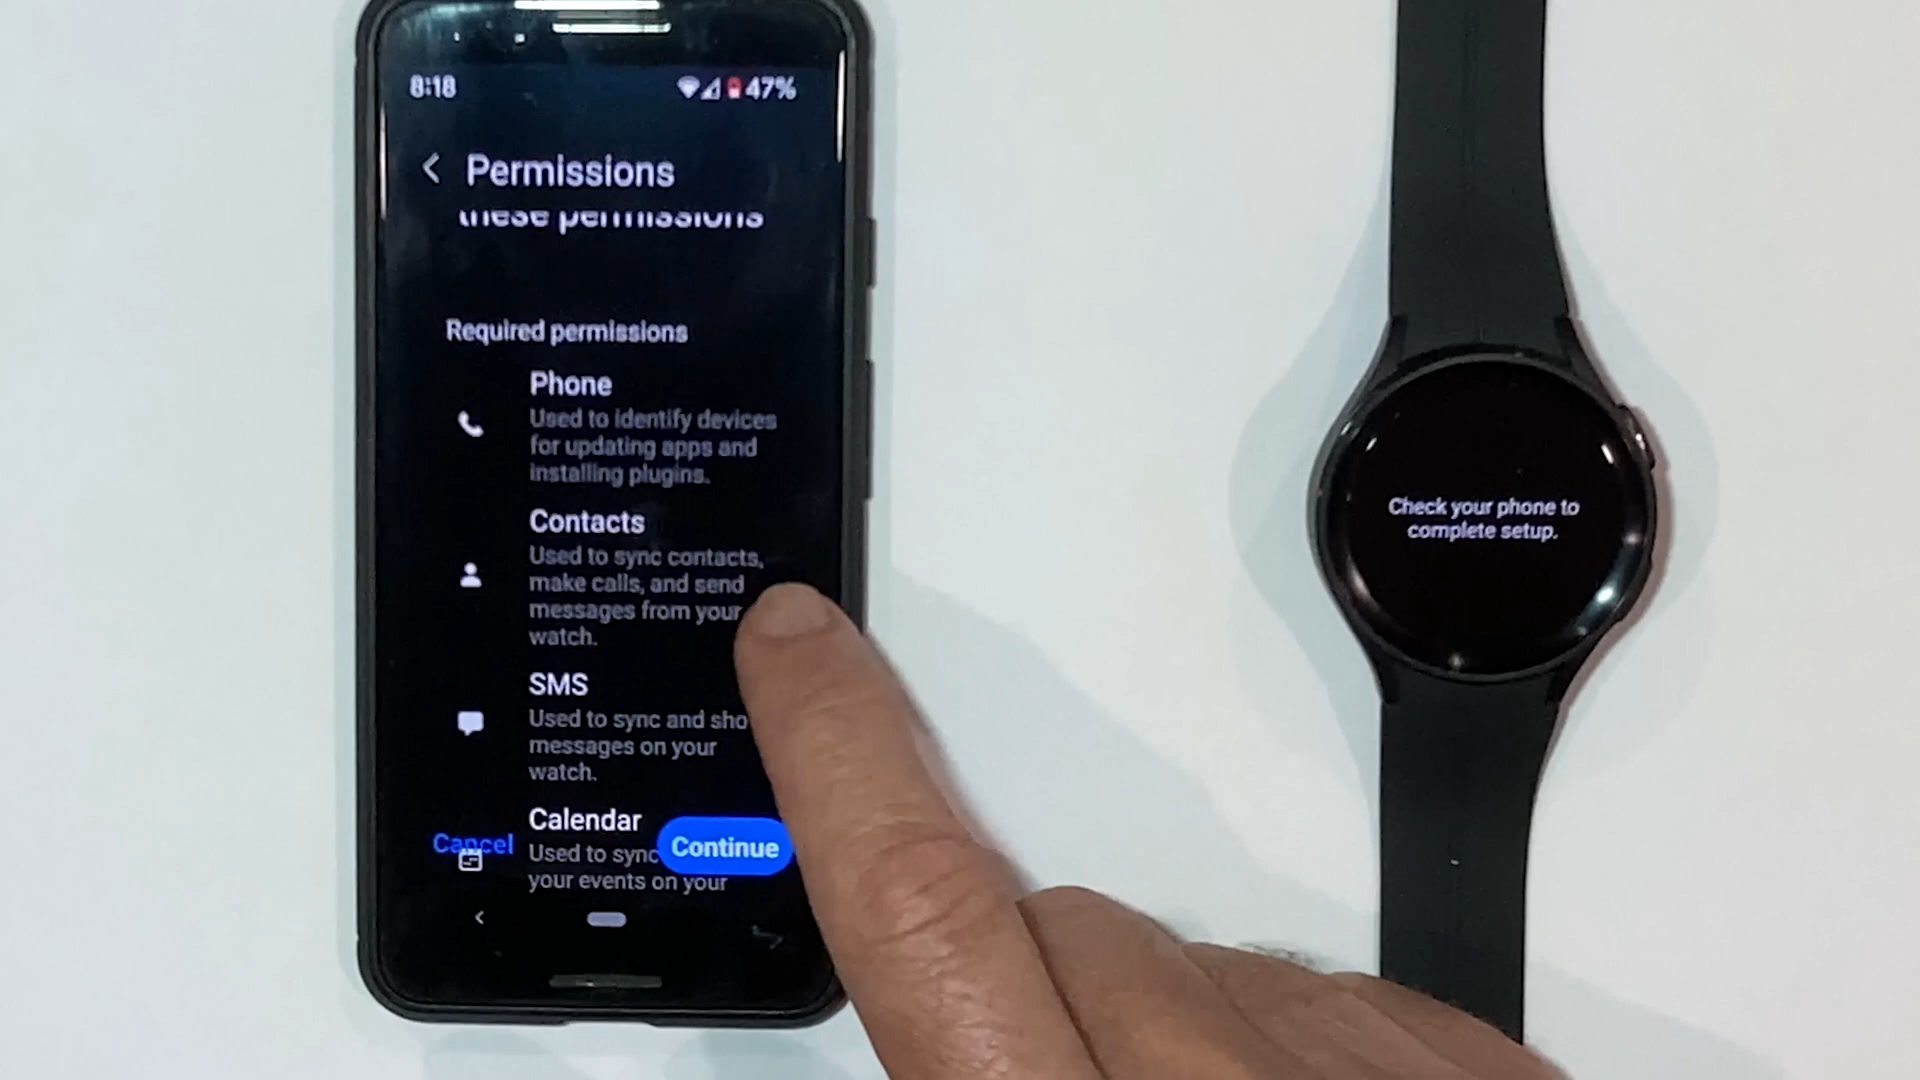 8:18
47%
Permissions
these permissions
Required permissions
Phone
Used to identify devices
for updating apps and
installing plugins.
Contacts
Used to sync contacts,
make calls, and send
messages from your
watch.
SMS
Used to sync and sho
messages on your
watch.
Calendar
Cancel
Used to sync
Continue
your events on your
Check your phone to
complete setup.